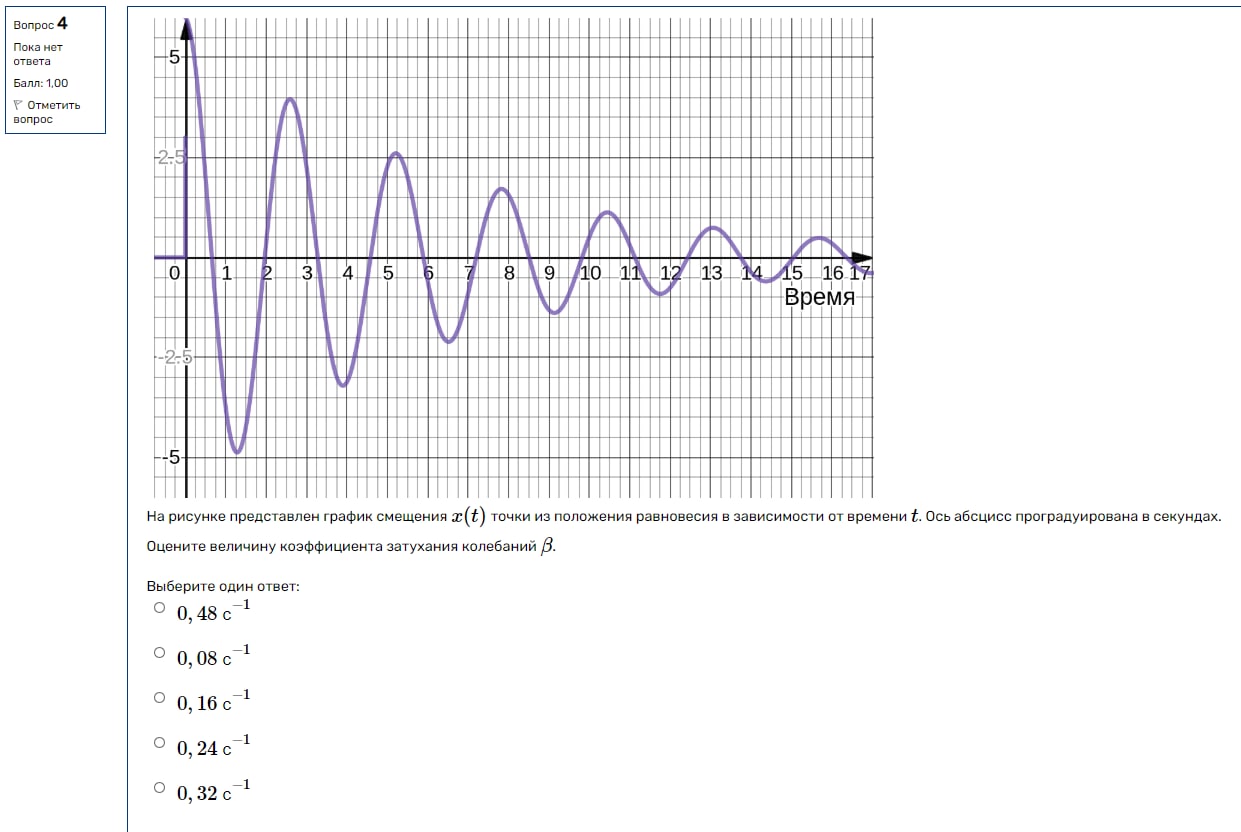 Вопрос 4
Пока нет
ответа
Балл: 1,00
Отметить
вопрос
5
2.5
0 1 2 3 4 5 6 7 8 9 10 11 12 13 14 15 16 17
Время
-2.5
-5
На рисунке представлен график смещения x(t) точки из положения равновесия в зависимости от времени t. Ось абсцисс проградуирована в секундах.
Оцените величину коэффициента затухания колебаний β.
Выберите один ответ:
0,48 с⁻¹
0,08 с⁻¹
0,16 с⁻¹
0,24 с⁻¹
0,32 с⁻¹